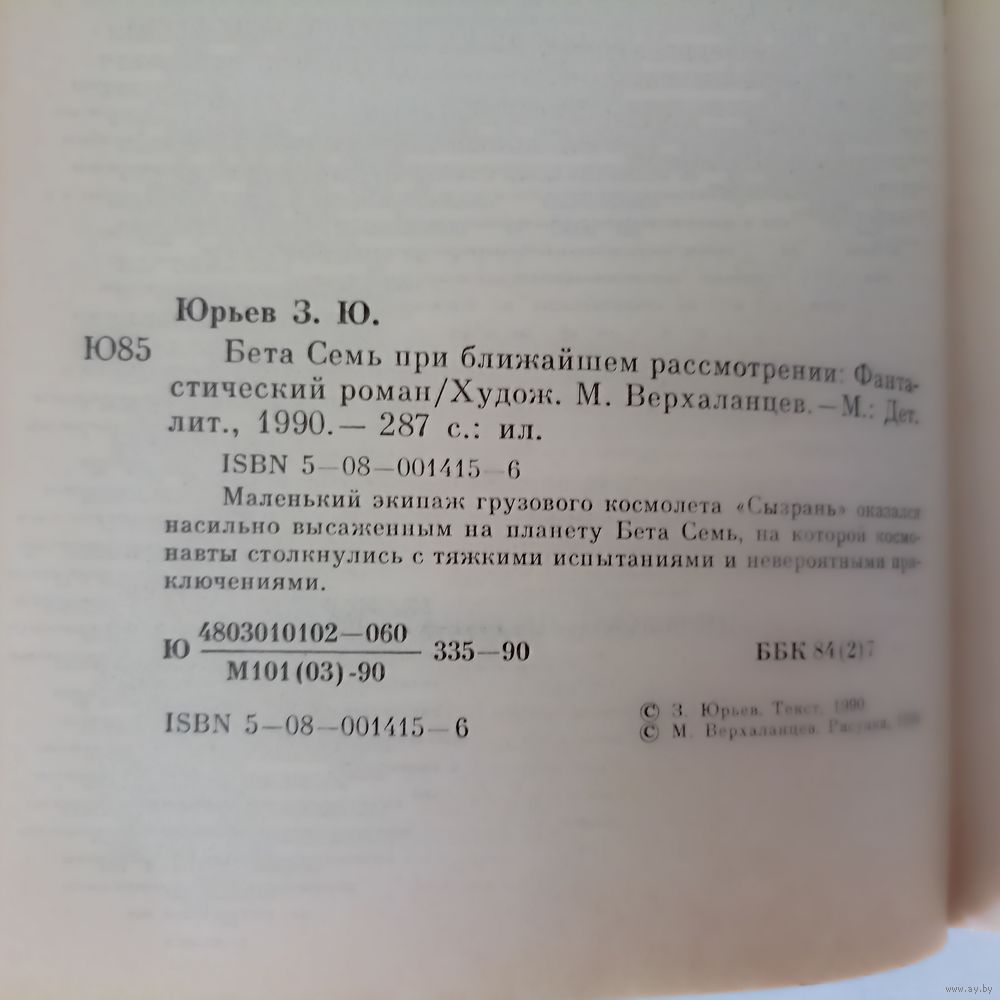 Юрьев З. Ю.
Ю85 Бета Семь при ближайшем рассмотрении: Фанта-
стический роман/Худож. М. Верхаланцев.—М.: Дет.
лит., 1990.— 287 с.: ил.
ISBN 5—08—001415—6
Маленький экипаж грузового космолета «Сызрань» оказался
насильно высаженным на планету Бета Семь, на которой космо-
навты столкнулись с тяжкими испытаниями и невероятными при-
ключениями.
Ю 4803010102—060 335—90 ББК 84(2)7
М101(03)-90
ISBN 5—08—001415—6
© З. Юрьев. Текст. 1990
© М. Верхаланцев. Рисунки.
www.ay.by